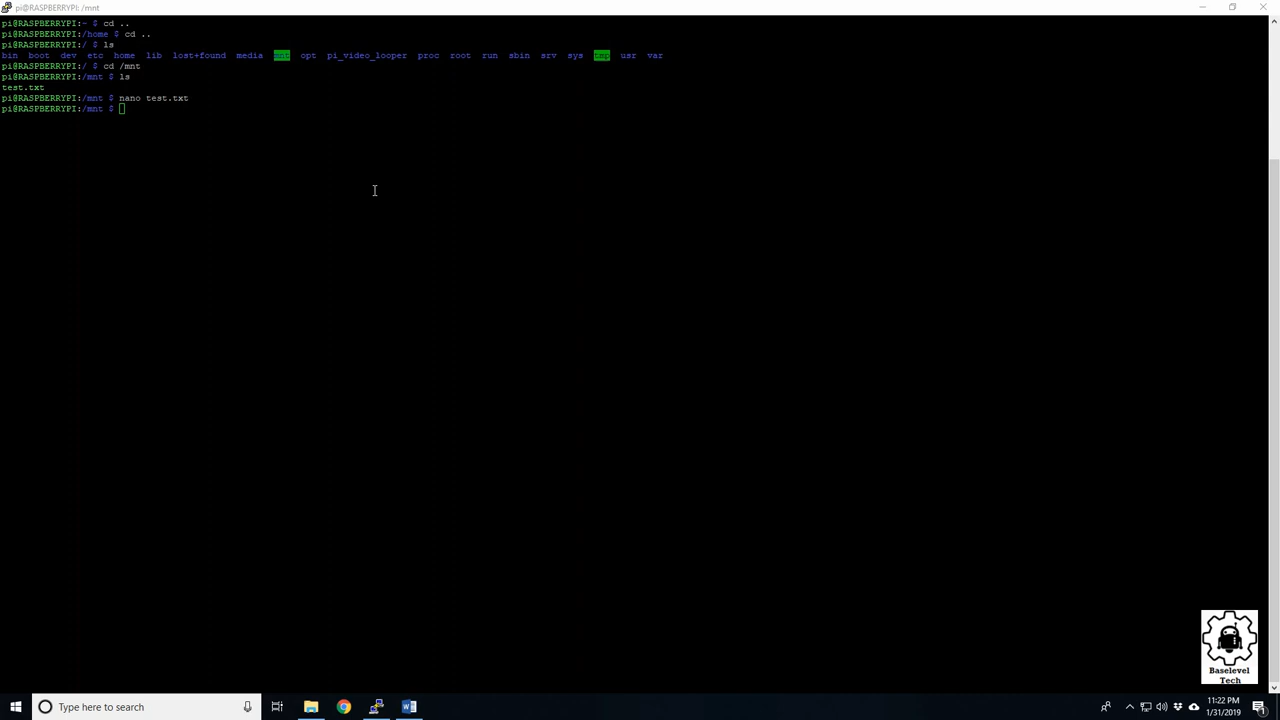 pi@RASPBERRYPI: /mnt
pi@RASPBERRYPI:~ $ cd ..
pi@RASPBERRYPI:/home $ cd ..
pi@RASPBERRYPI:/ $ ls
bin boot dev etc home lib lost+found media mnt opt pi_video_looper proc root run sbin srv sys tmp usr var
pi@RASPBERRYPI:/ $ cd /mnt
pi@RASPBERRYPI:/mnt $ ls
test.txt
pi@RASPBERRYPI:/mnt $ nano test.txt
pi@RASPBERRYPI:/mnt $
Baselevel
Tech
Type here to search
11:22 PM
1/31/2019
1